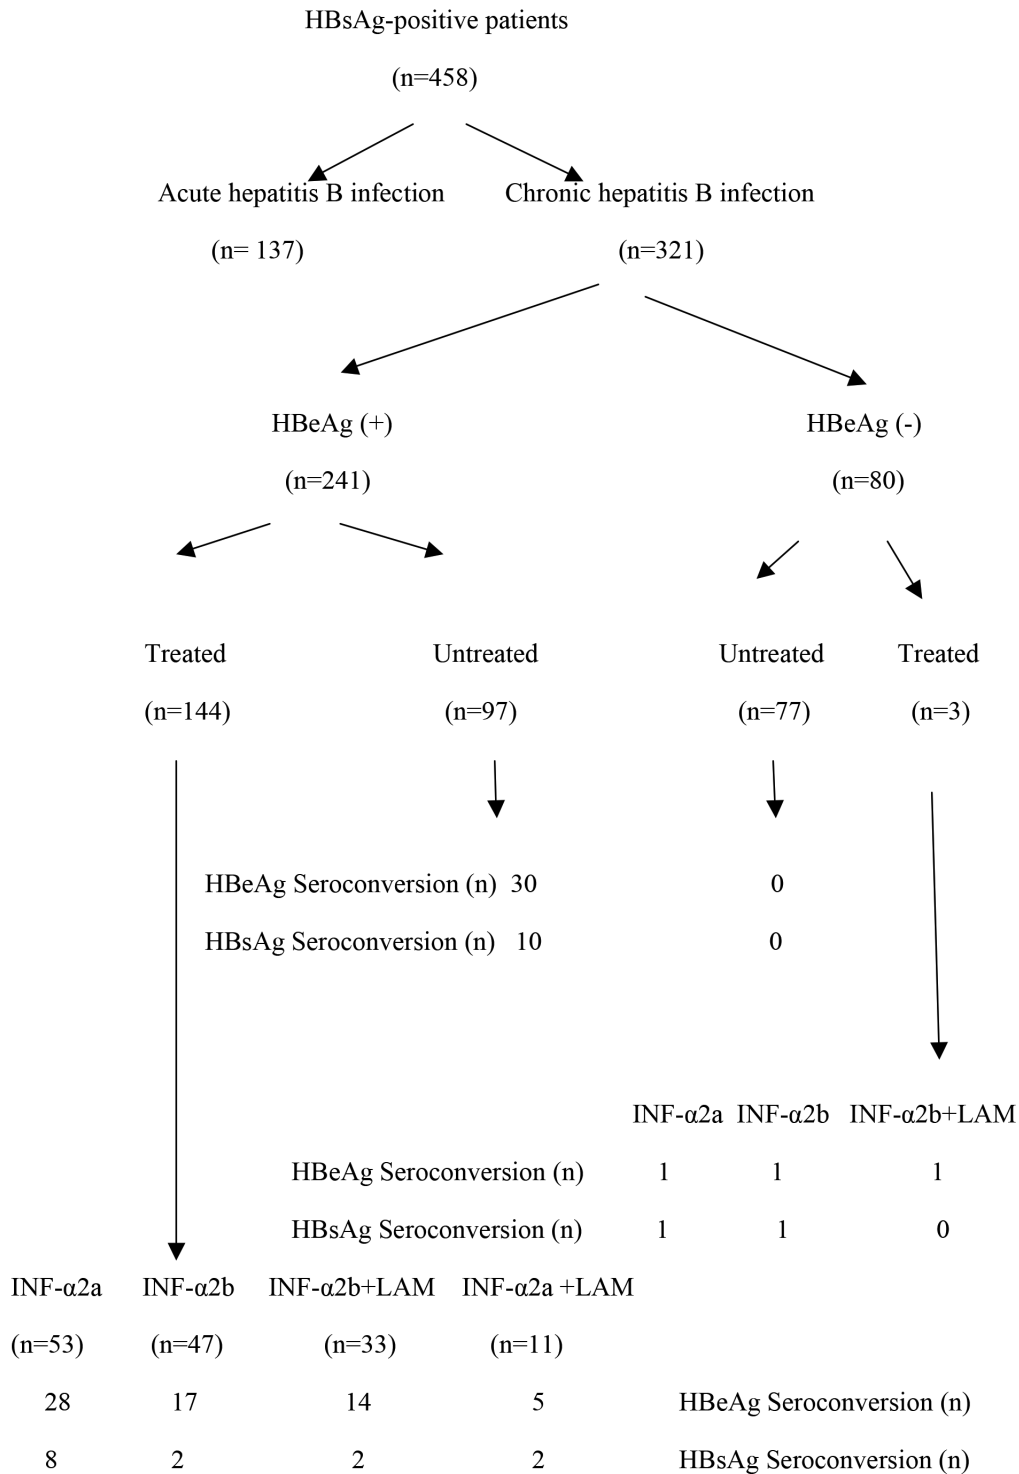 HBsAg-positive patients
(n=458)
Acute hepatitis B infection Chronic hepatitis B infection
(n= 137) (n=321)
HBeAg (+) HBeAg (-)
(n=241) (n=80)
Treated Untreated Untreated Treated
(n=144) (n=97) (n=77) (n=3)
HBeAg Seroconversion (n) 30 0
HBsAg Seroconversion (n) 10 0
INF-α2a INF-α2b INF-α2b+LAM
HBeAg Seroconversion (n) 1 1 1
HBsAg Seroconversion (n) 1 1 0
INF-α2a INF-α2b INF-α2b+LAM INF-α2a +LAM
(n=53) (n=47) (n=33) (n=11)
28 17 14 5 HBeAg Seroconversion (n)
8 2 2 2 HBsAg Seroconversion (n)